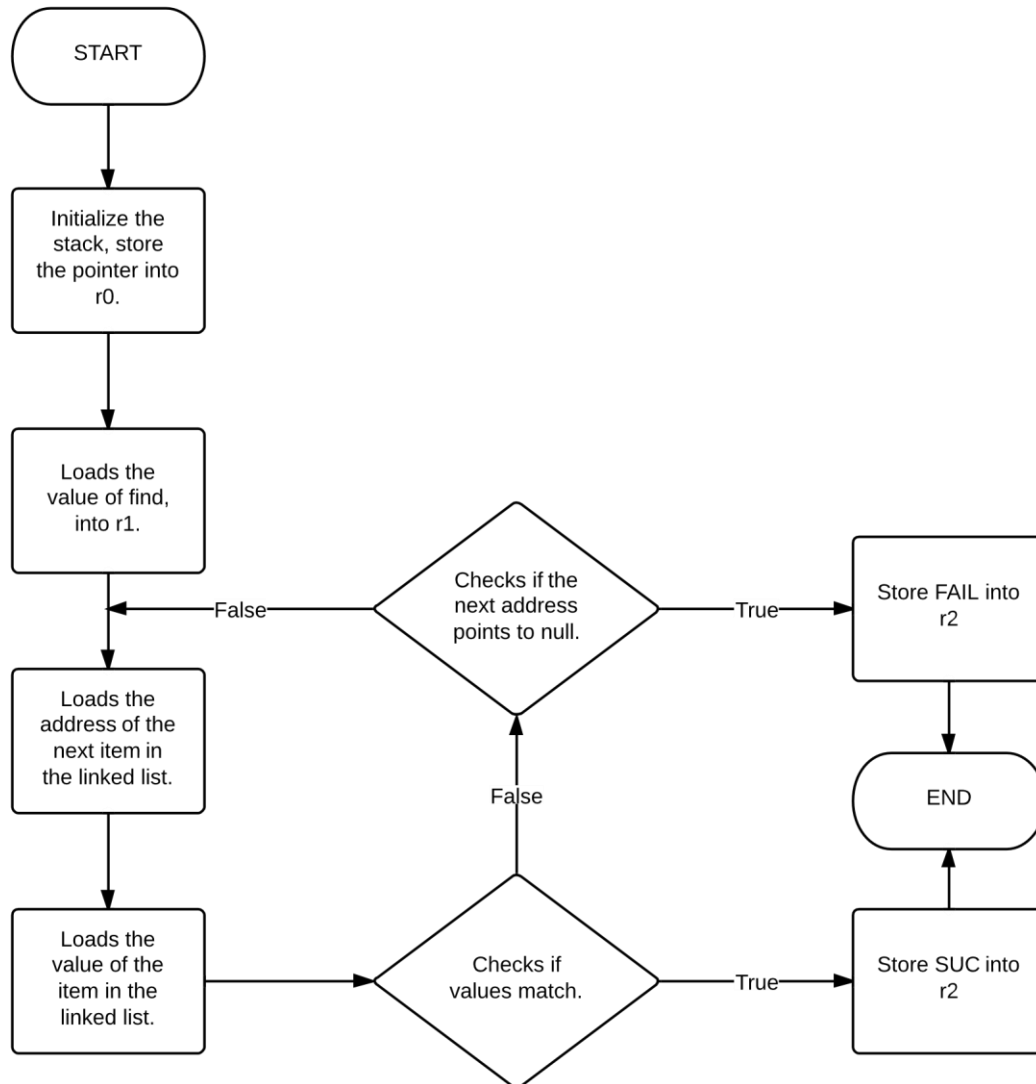 START
Initialize the
stack, store
the pointer into
r0.
Loads the
value of find,
into r1.
Checks if the
next address
points to null.
False
True
Store FAIL into
r2
Loads the
address of the
next item in
the linked list.
False
END
Loads the
value of the
item in the
linked list.
Checks if
values match.
True
Store SUC into
r2